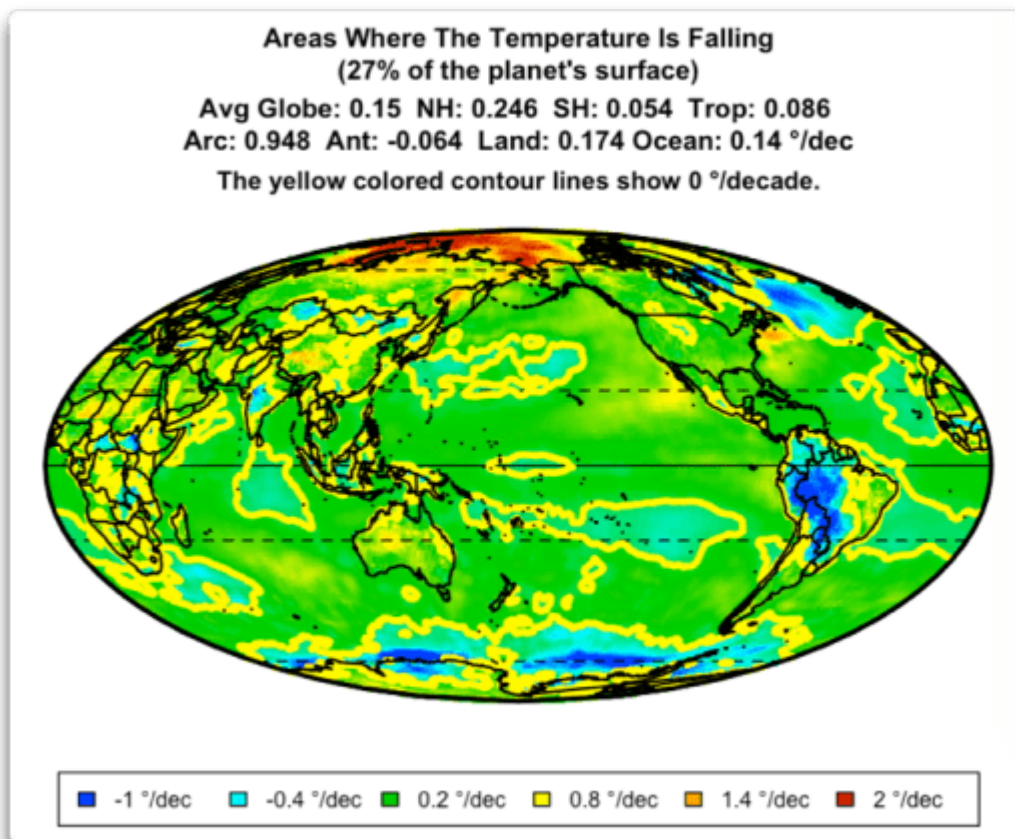 Areas Where The Temperature Is Falling
(27% of the planet's surface)
Avg Globe: 0.15 NH: 0.246 SH: 0.054 Trop: 0.086
Arc: 0.948 Ant: -0.064 Land: 0.174 Ocean: 0.14 °/dec
The yellow colored contour lines show 0 °/decade.
-1 °/dec -0.4 °/dec 0.2 °/dec 0.8 °/dec 1.4 °/dec 2 °/dec